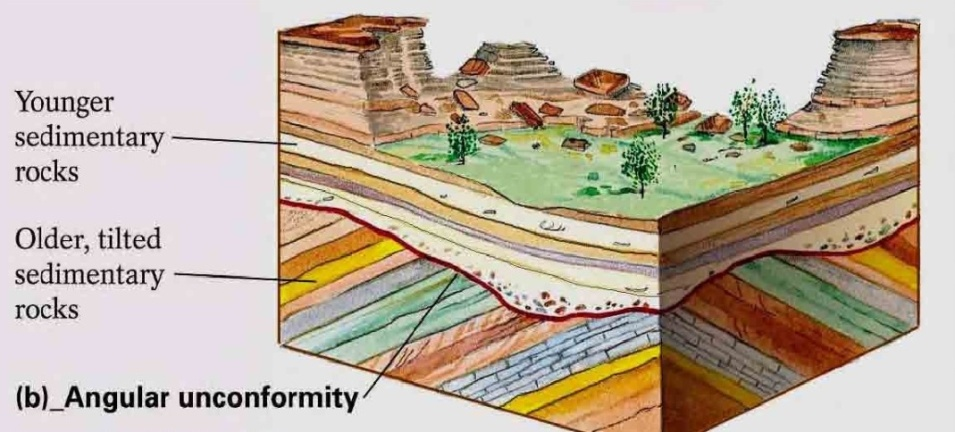 Younger
sedimentary
rocks
Older, tilted
sedimentary
rocks
(b)_Angular unconformity